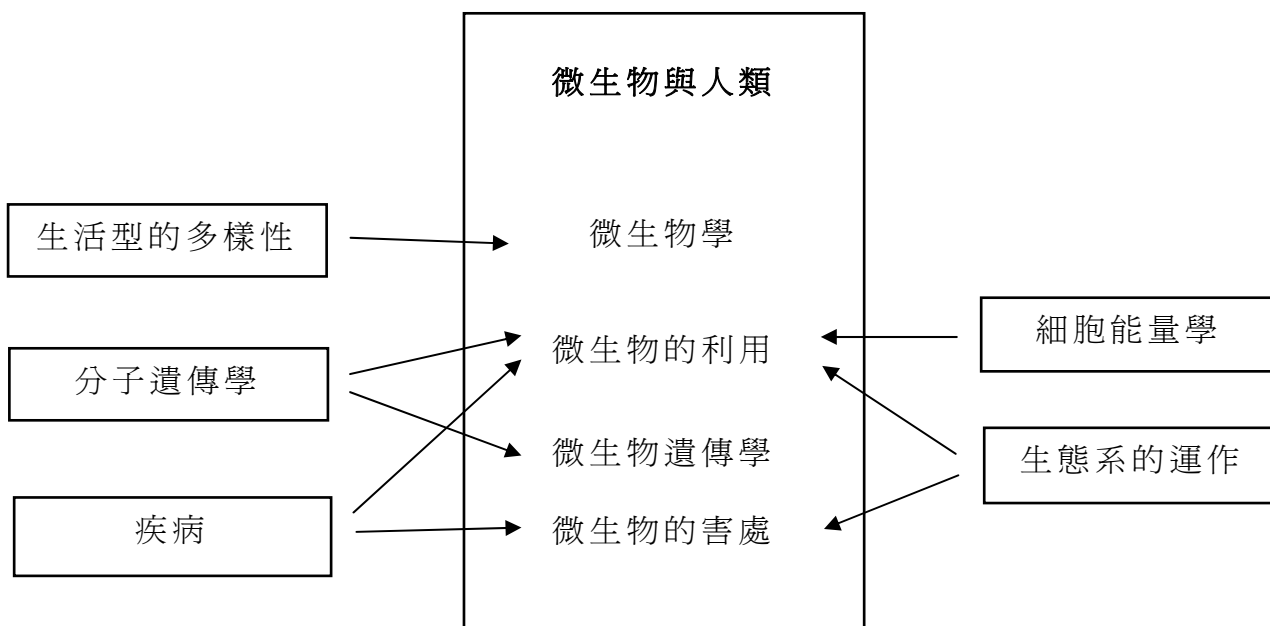 微生物與人類
生活型的多樣性
微生物學
細胞能量學
分子遺傳學
微生物的利用
微生物遺傳學
生態系的運作
疾病
微生物的害處